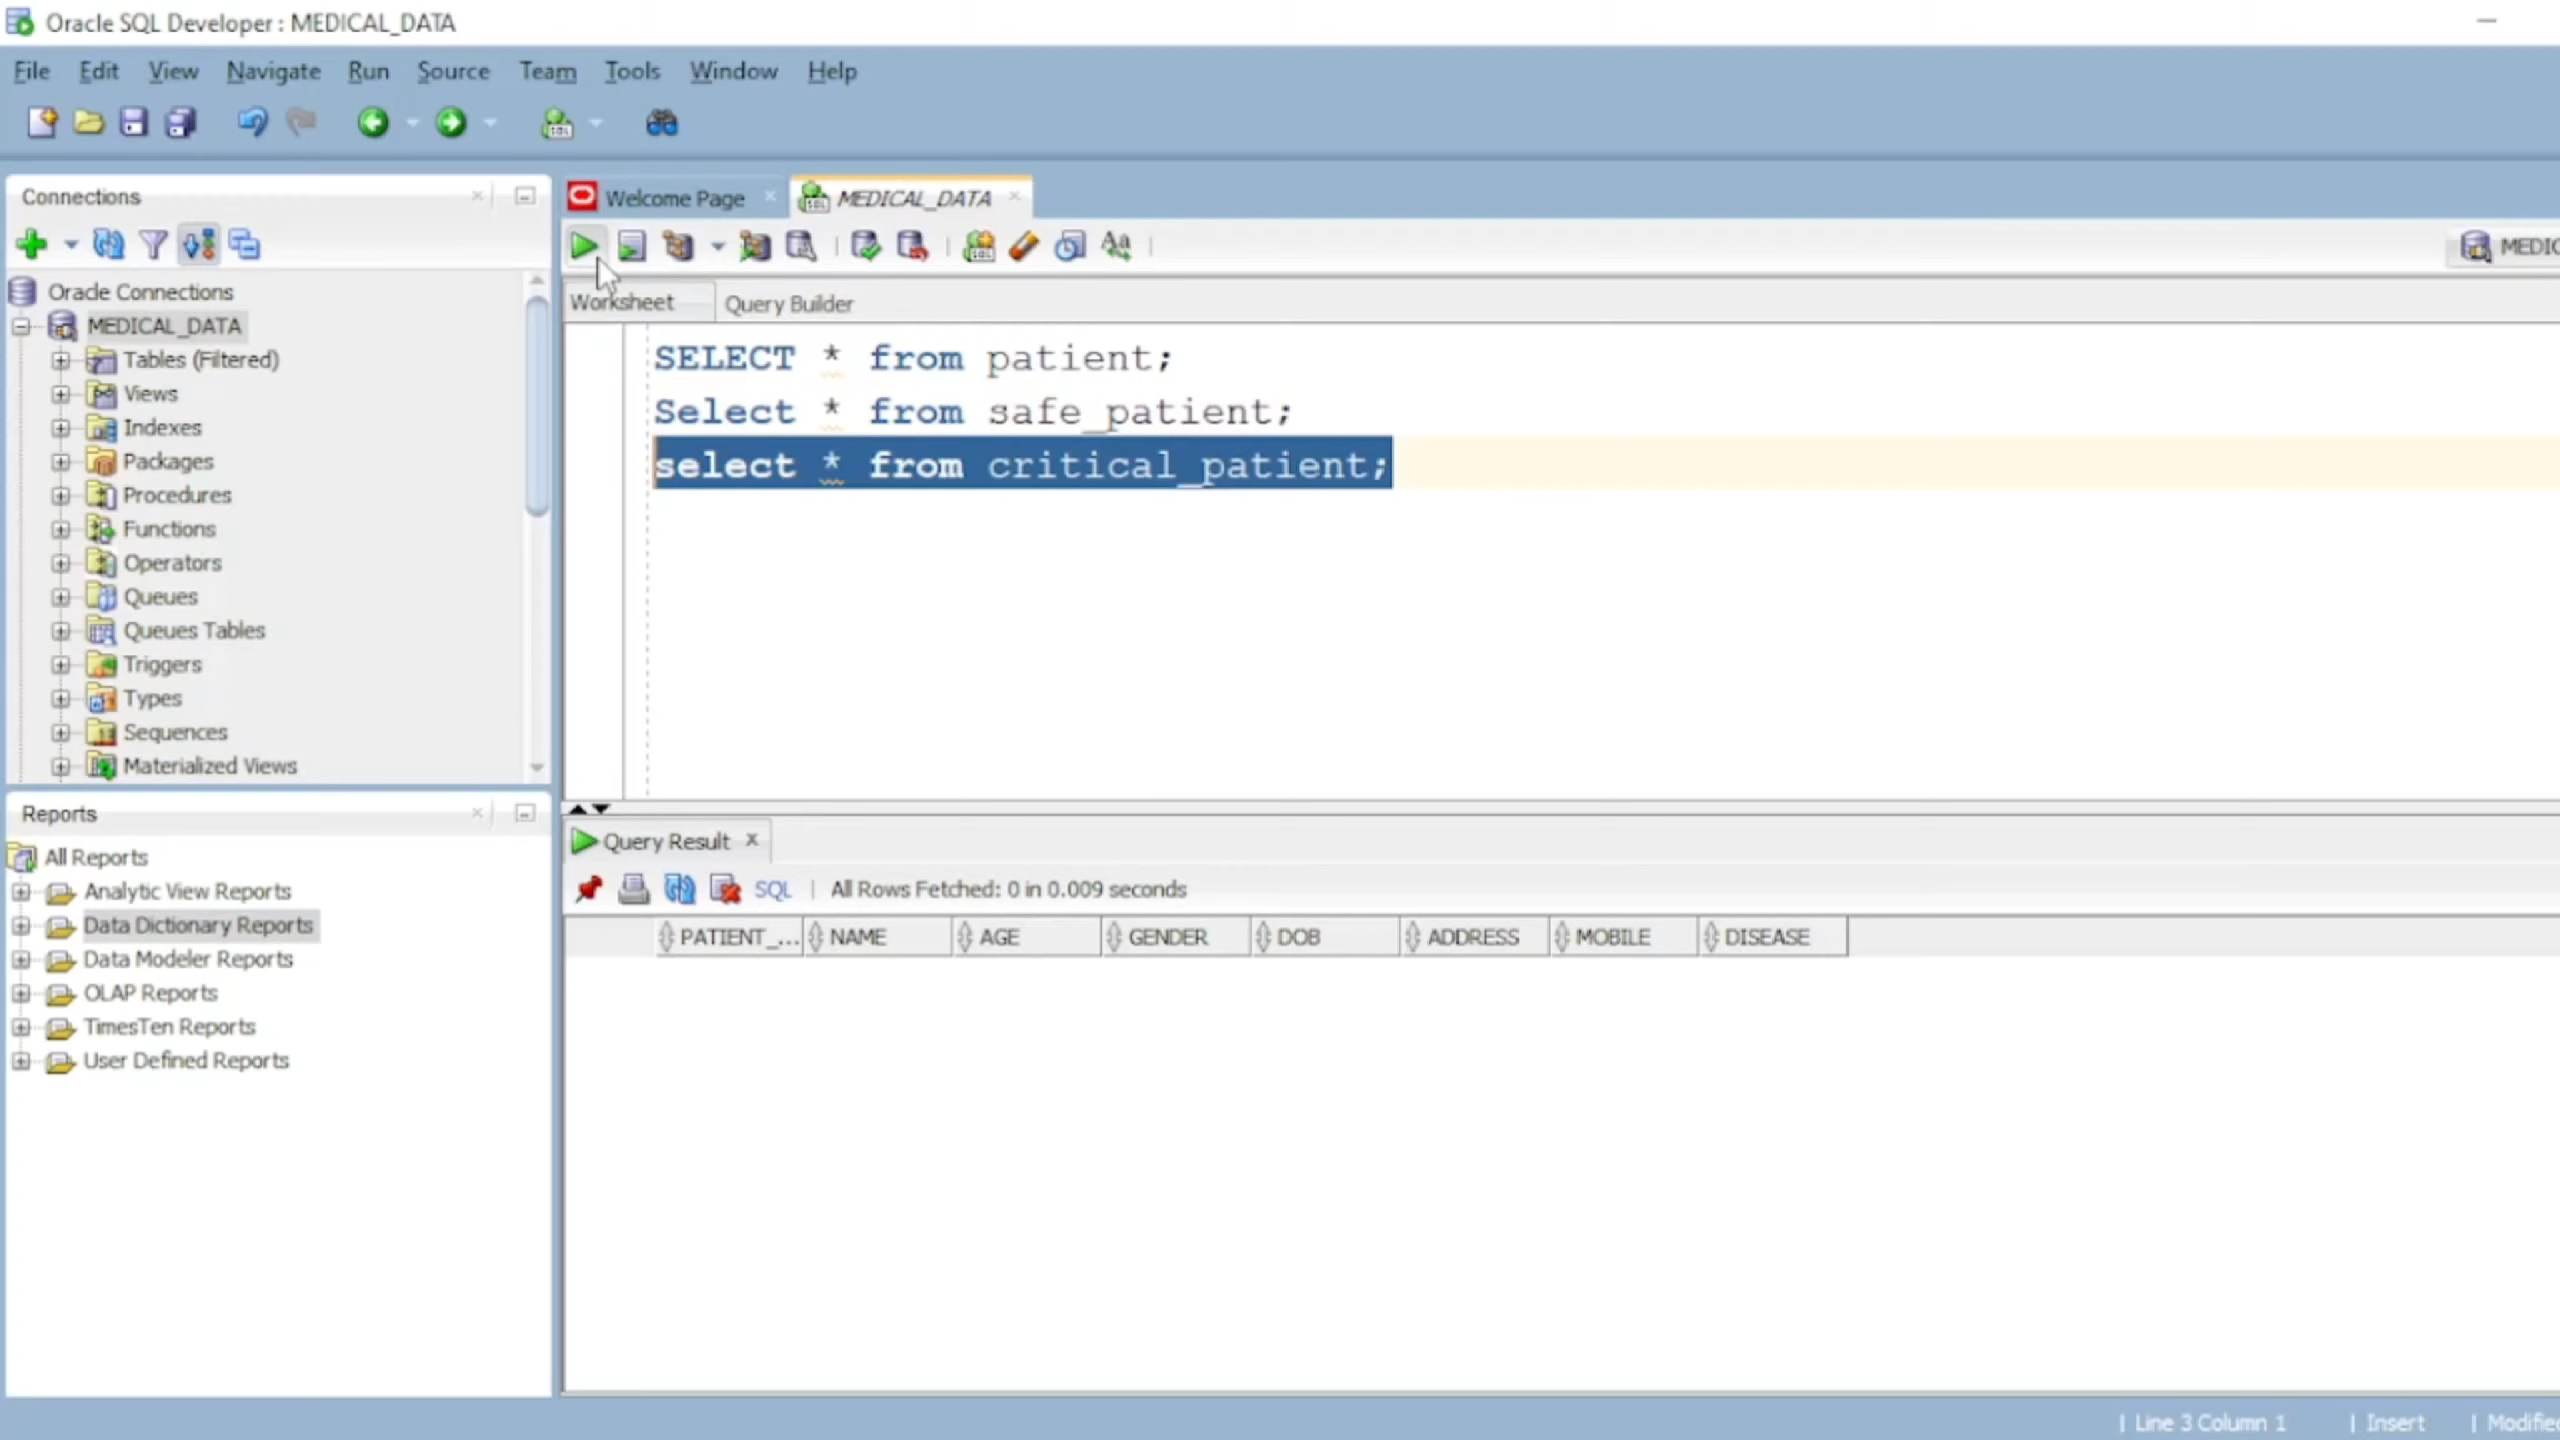 Oracle SQL Developer : MEDICAL_DATA
File Edit View Navigate Run Source Team Tools Window Help
Connections
Oracle Connections
MEDICAL_DATA
Tables (Filtered)
Views
Indexes
Packages
Procedures
Functions
Operators
Queues
Queues Tables
Triggers
Types
Sequences
Materialized Views
Reports
All Reports
Analytic View Reports
Data Dictionary Reports
Data Modeler Reports
OLAP Reports
TimesTen Reports
User Defined Reports
Welcome Page MEDICAL_DATA
MEDIC
Worksheet Query Builder
SELECT * from patient;
Select * from safe_patient;
select * from critical_patient;
Query Result
SQL | All Rows Fetched: 0 in 0.009 seconds
PATIENT_... NAME AGE GENDER DOB ADDRESS MOBILE DISEASE
| Line 3 Column 1 | Insert | Modified